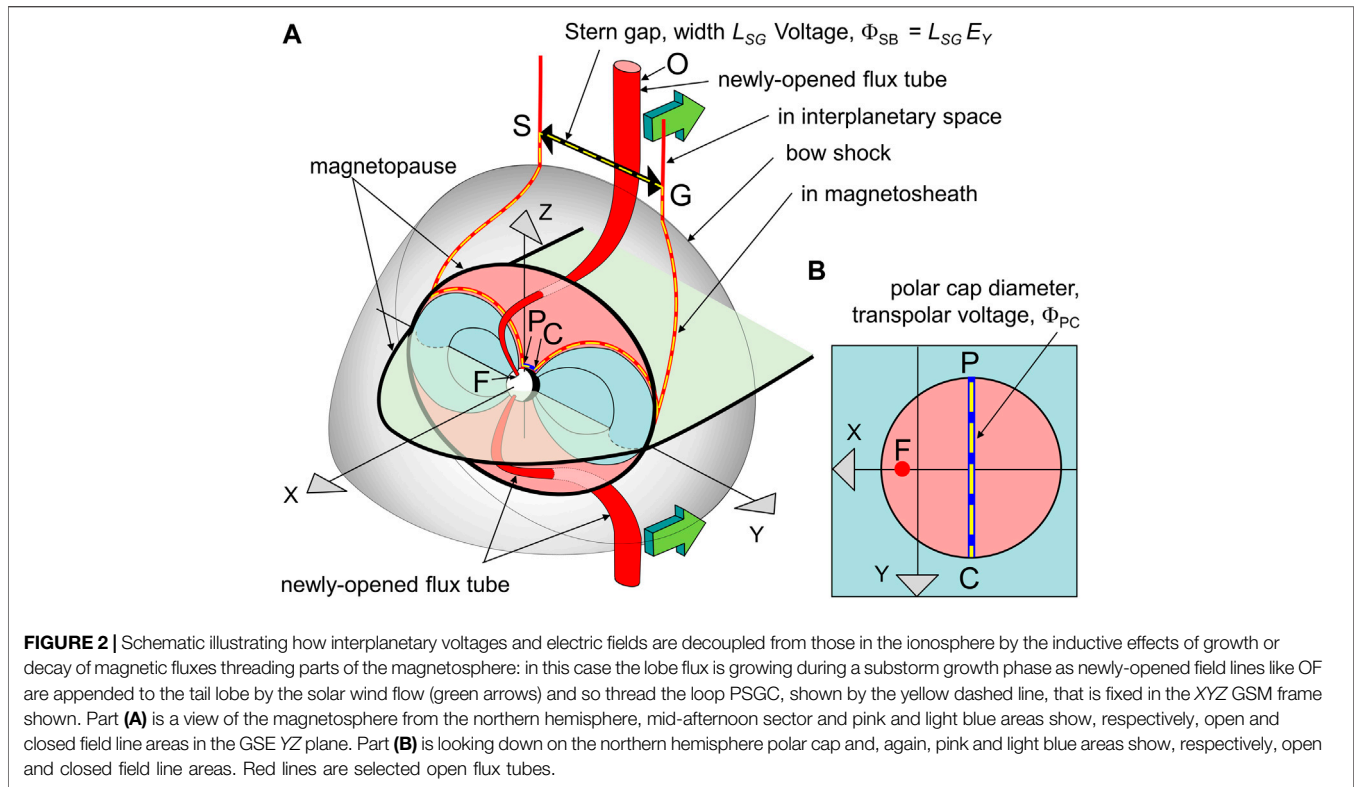 A
Stern gap, width L_SG Voltage, Φ_SB = L_SG E_Y
O
newly-opened flux tube
in interplanetary space
S
bow shock
magnetopause
G
in magnetosheath
Z
B
polar cap diameter,
transpolar voltage, Φ_PC
P
C
F
P
X
F
X
Y
Y
C
newly-opened flux tube
FIGURE 2 | Schematic illustrating how interplanetary voltages and electric fields are decoupled from those in the ionosphere by the inductive effects of growth or
decay of magnetic fluxes threading parts of the magnetosphere: in this case the lobe flux is growing during a substorm growth phase as newly-opened field lines like OF
are appended to the tail lobe by the solar wind flow (green arrows) and so thread the loop PSGC, shown by the yellow dashed line, that is fixed in the XYZ GSM frame
shown. Part (A) is a view of the magnetosphere from the northern hemisphere, mid-afternoon sector and pink and light blue areas show, respectively, open and
closed field line areas in the GSE YZ plane. Part (B) is looking down on the northern hemisphere polar cap and, again, pink and light blue areas show, respectively, open
and closed field line areas. Red lines are selected open flux tubes.